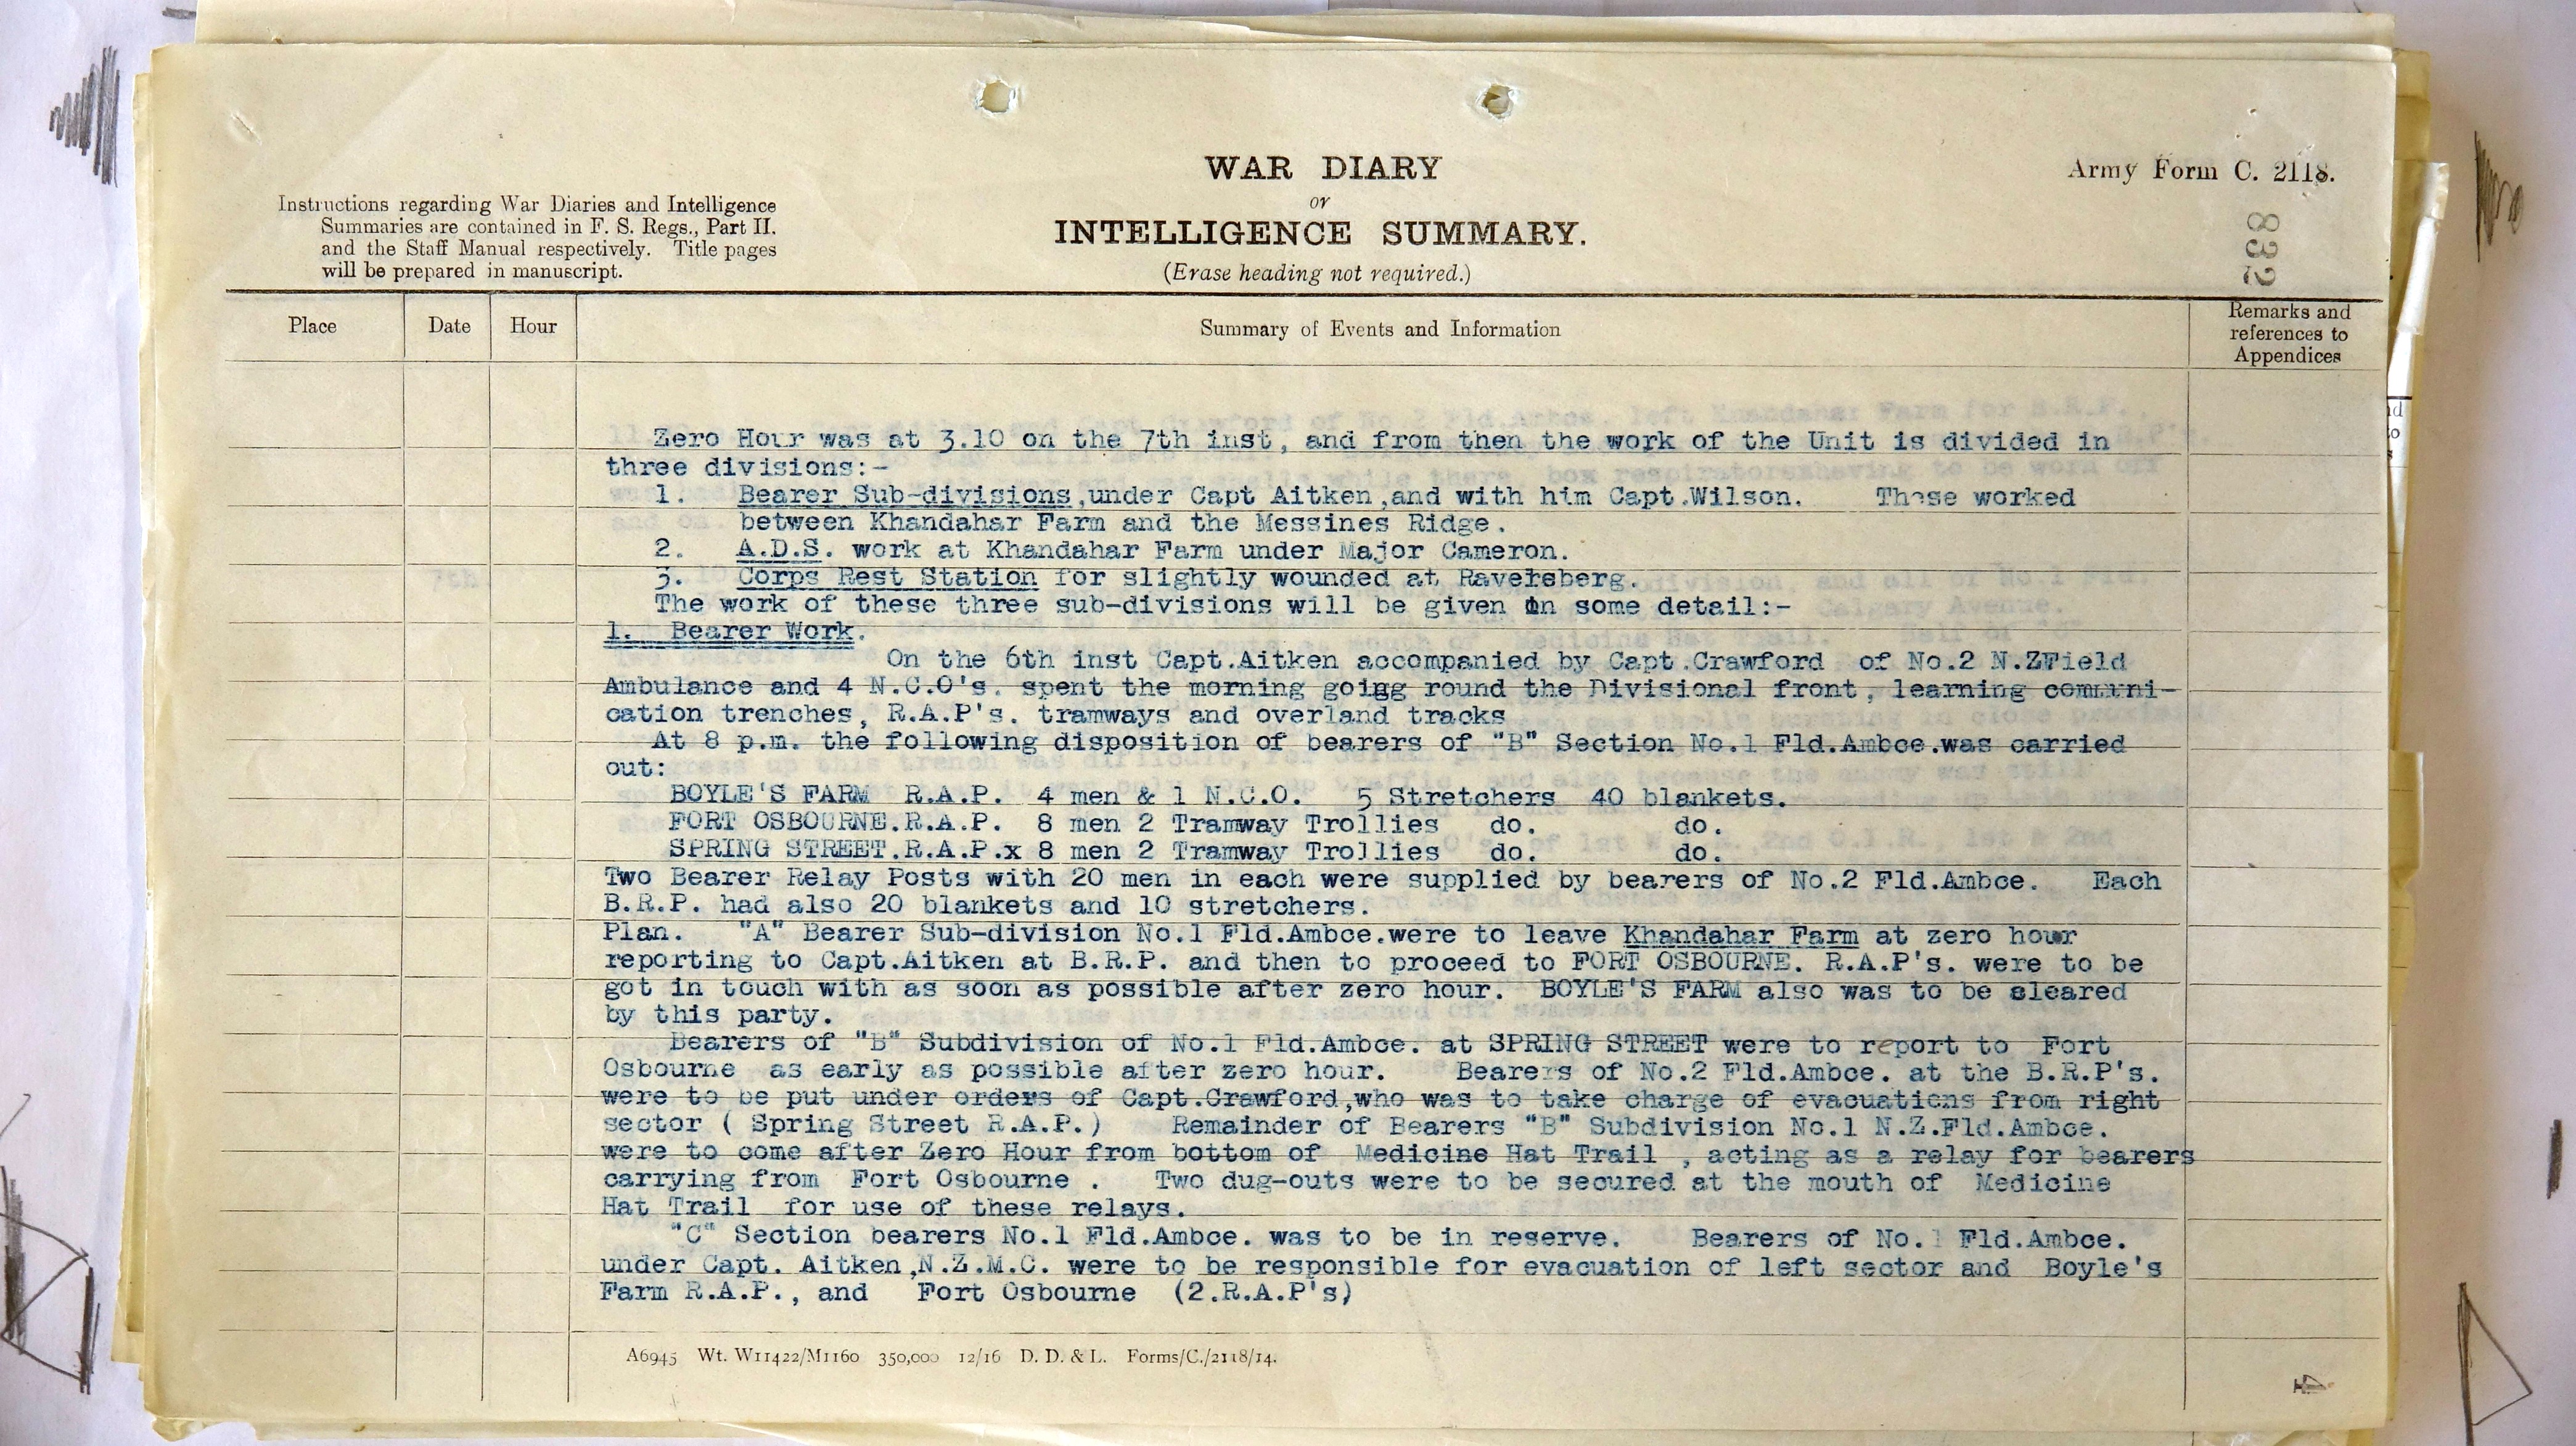 WAR DIARY
or
INTELLIGENCE SUMMARY.
(Erase heading not required.)
Army Form C. 2118.
832
Instructions regarding War Diaries and Intelligence
Summaries are contained in F. S. Regs., Part II.
and the Staff Manual respectively. Title pages
will be prepared in manuscript.
Place
Date
Hour
Summary of Events and Information
Remarks and
references to
Appendices
Zero Hour was at 3.10 on the 7th inst, and from then the work of the Unit is divided in
three divisions:-
1. Bearer Sub-divisions,under Capt Aitken,and with him Capt.Wilson. These worked
between Khandahar Farm and the Messines Ridge.
2. A.D.S. work at Khandahar Farm under Major Cameron.
3. Corps Rest Station for slightly wounded at Ravelsberg.
The work of these three sub-divisions will be given in some detail:-
1. Bearer Work.
On the 6th inst Capt.Aitken accompanied by Capt.Crawford of No.2 N.ZField
Ambulance and 4 N.C.O's. spent the morning goigg round the Divisional front, learning communi-
cation trenches, R.A.P's. tramways and overland tracks
At 8 p.m. the following disposition of bearers of "B" Section No.1 Fld.Ambce.was carried
out:
BOYLE'S FARM R.A.P. 4 men & 1 N.C.O. 5 Stretchers 40 blankets.
FORT OSBOURNE.R.A.P. 8 men 2 Tramway Trollies do. do.
SPRING STREET.R.A.P.x 8 men 2 Tramway Trollies do. do.
Two Bearer Relay Posts with 20 men in each were supplied by bearers of No.2 Fld.Ambce. Each
B.R.P. had also 20 blankets and 10 stretchers.
Plan. "A" Bearer Sub-division No.1 Fld.Ambce.were to leave Khandahar Farm at zero hour
reporting to Capt.Aitken at B.R.P. and then to proceed to FORT OSBOURNE. R.A.P's. were to be
got in touch with as soon as possible after zero hour. BOYLE'S FARM also was to be cleared
by this party.
Bearers of "B" Subdivision of No.1 Fld.Ambce. at SPRING STREET were to report to Fort
Osbourne as early as possible after zero hour. Bearers of No.2 Fld.Ambce. at the B.R.P's.
were to be put under orders of Capt.Crawford,who was to take charge of evacuations from right
sector ( Spring Street R.A.P.) Remainder of Bearers "B" Subdivision No.1 N.Z.Fld.Ambce.
were to come after Zero Hour from bottom of Medicine Hat Trail , acting as a relay for bearers
carrying from Fort Osbourne . Two dug-outs were to be secured at the mouth of Medicine
Hat Trail for use of these relays.
"C" Section bearers No.1 Fld.Ambce. was to be in reserve. Bearers of No.1 Fld.Ambce.
under Capt. Aitken,N.Z.M.C. were to be responsible for evacuation of left sector and Boyle's
Farm R.A.P., and Fort Osbourne (2.R.A.P's)
A6945 Wt. W11422/M1160 350,000 12/16 D. D. & L. Forms/C./2118/14.
4